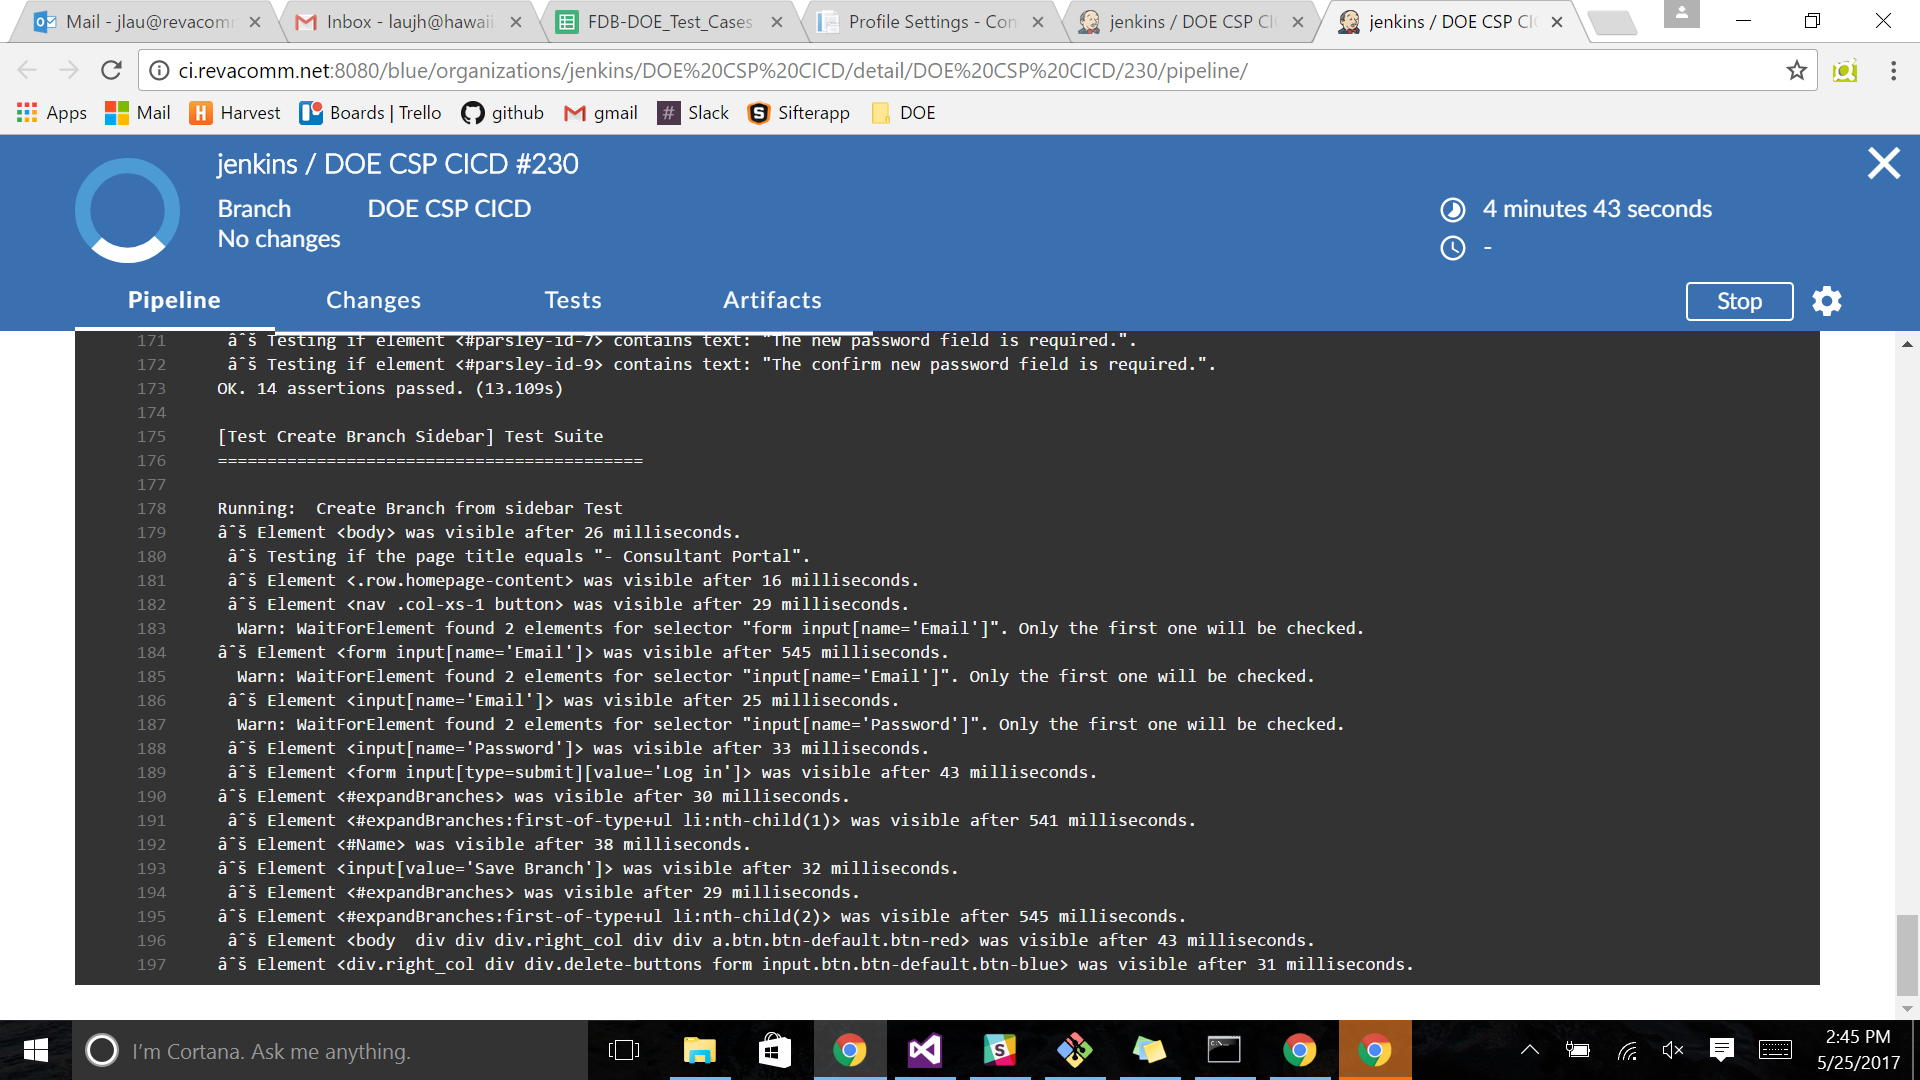 Mail - jlau@revacomm
Inbox - laujh@hawaii
FDB-DOE_Test_Cases
Profile Settings - Con
jenkins / DOE CSP CI
jenkins / DOE CSP CI
ci.revacomm.net:8080/blue/organizations/jenkins/DOE%20CSP%20CICD/detail/DOE%20CSP%20CICD/230/pipeline/
Apps Mail Harvest Boards | Trello github gmail Slack Sifterapp DOE
jenkins / DOE CSP CICD #230
Branch DOE CSP CICD
No changes
4 minutes 43 seconds
-
Pipeline Changes Tests Artifacts
Stop
171 âˆš Testing if element <#parsley-id-7> contains text: "The new password field is required.".
172 âˆš Testing if element <#parsley-id-9> contains text: "The confirm new password field is required.".
173 OK. 14 assertions passed. (13.109s)
174
175 [Test Create Branch Sidebar] Test Suite
176 ===========================================
177
178 Running:  Create Branch from sidebar Test
179 âˆš Element <body> was visible after 26 milliseconds.
180 âˆš Testing if the page title equals "- Consultant Portal".
181 âˆš Element <.row.homepage-content> was visible after 16 milliseconds.
182 âˆš Element <nav .col-xs-1 button> was visible after 29 milliseconds.
183 Warn: WaitForElement found 2 elements for selector "form input[name='Email']". Only the first one will be checked.
184 âˆš Element <form input[name='Email']> was visible after 545 milliseconds.
185 Warn: WaitForElement found 2 elements for selector "input[name='Email']". Only the first one will be checked.
186 âˆš Element <input[name='Email']> was visible after 25 milliseconds.
187 Warn: WaitForElement found 2 elements for selector "input[name='Password']". Only the first one will be checked.
188 âˆš Element <input[name='Password']> was visible after 33 milliseconds.
189 âˆš Element <form input[type=submit][value='Log in']> was visible after 43 milliseconds.
190 âˆš Element <#expandBranches> was visible after 30 milliseconds.
191 âˆš Element <#expandBranches:first-of-type+ul li:nth-child(1)> was visible after 541 milliseconds.
192 âˆš Element <#Name> was visible after 38 milliseconds.
193 âˆš Element <input[value='Save Branch']> was visible after 32 milliseconds.
194 âˆš Element <#expandBranches> was visible after 29 milliseconds.
195 âˆš Element <#expandBranches:first-of-type+ul li:nth-child(2)> was visible after 545 milliseconds.
196 âˆš Element <body  div div div.right_col div div a.btn.btn-default.btn-red> was visible after 43 milliseconds.
197 âˆš Element <div.right_col div div.delete-buttons form input.btn.btn-default.btn-blue> was visible after 31 milliseconds.
I'm Cortana. Ask me anything.
2:45 PM
5/25/2017